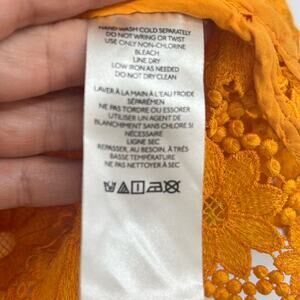 HAND WASH COLD SEPARATELY
DO NOT WRING OR TWIST
USE ONLY NON-CHLORINE
BLEACH
LINE DRY
LOW IRON AS NEEDED
DO NOT DRY CLEAN
LAVER À LA MAIN À L'EAU FROIDE
SÉPARÉMEN
NE PAS TORDRE OU ESSORER
UTILISER UN AGENT DE
BLANCHIMENT SANS CHLORE SI
NÉCESSAIRE
LIGNE SEC
REPASSER, AU BESOIN, À TRÈS
BASSE TEMPÉRATURE
NE PAS NETTOYER À SEC